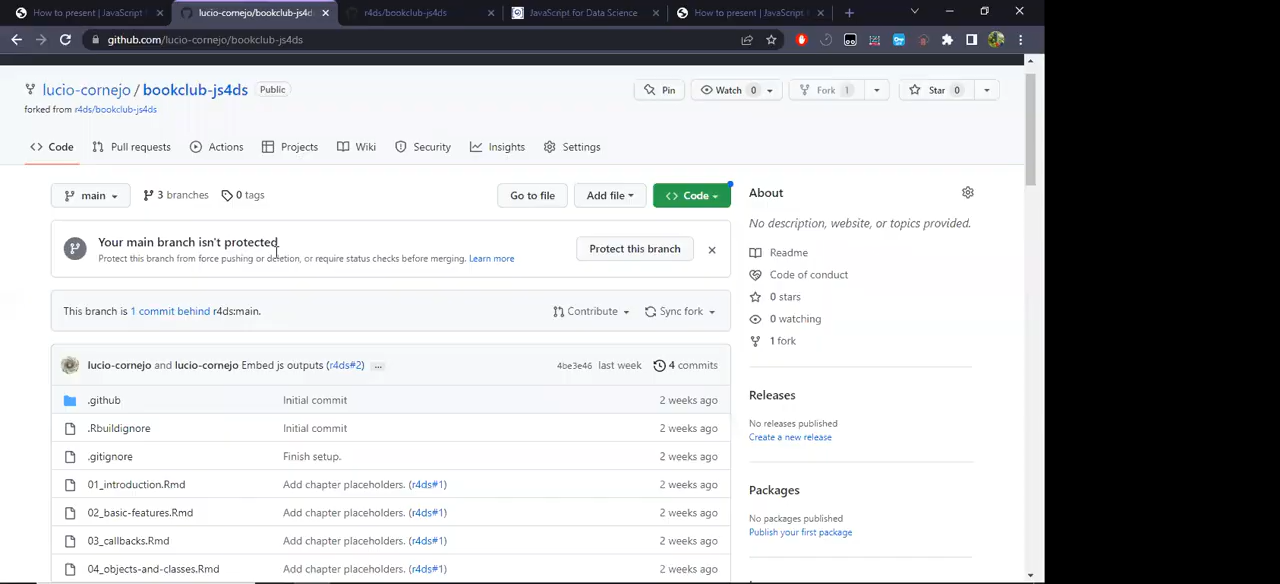 How to present | JavaScript
lucio-cornejo/bookclub-js4ds
r4ds/bookclub-js4ds
JavaScript for Data Science
How to present | JavaScript
github.com/lucio-cornejo/bookclub-js4ds
lucio-cornejo / bookclub-js4ds Public
Pin
Watch 0
Fork 1
Star 0
forked from r4ds/bookclub-js4ds
Code
Pull requests
Actions
Projects
Wiki
Security
Insights
Settings
main
3 branches
0 tags
Go to file
Add file
Code
Your main branch isn't protected
Protect this branch from force pushing or deletion, or require status checks before merging. Learn more
Protect this branch
This branch is 1 commit behind r4ds:main.
Contribute
Sync fork
lucio-cornejo and lucio-cornejo Embed js outputs (r4ds#2) ...
4be3e46 last week
4 commits
.github Initial commit 2 weeks ago
.Rbuildignore Initial commit 2 weeks ago
.gitignore Finish setup. 2 weeks ago
01_introduction.Rmd Add chapter placeholders. (r4ds#1) 2 weeks ago
02_basic-features.Rmd Add chapter placeholders. (r4ds#1) 2 weeks ago
03_callbacks.Rmd Add chapter placeholders. (r4ds#1) 2 weeks ago
04_objects-and-classes.Rmd Add chapter placeholders. (r4ds#1) 2 weeks ago
About
No description, website, or topics provided.
Readme
Code of conduct
0 stars
0 watching
1 fork
Releases
No releases published
Create a new release
Packages
No packages published
Publish your first package